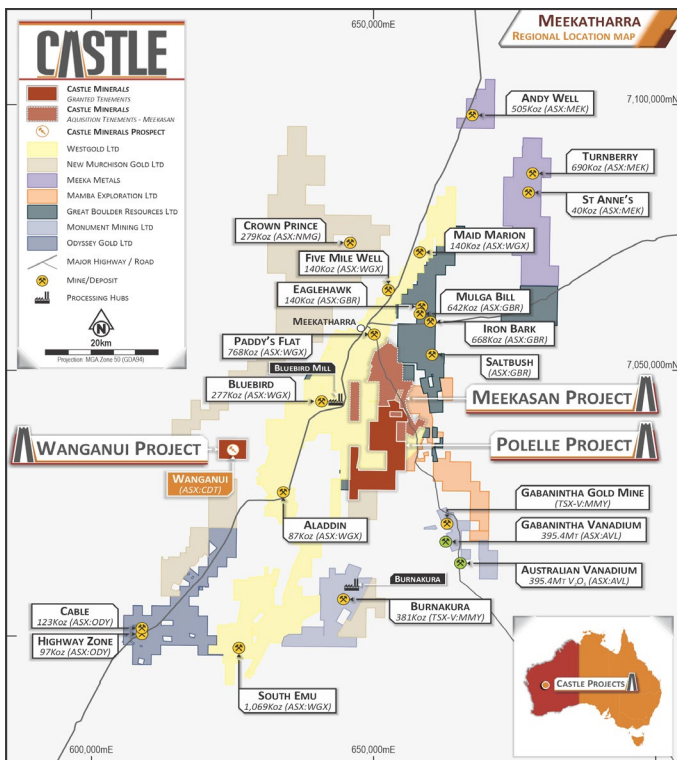 650,000mE
MEEKATHARRA
REGIONAL LOCATION MAP
CASTLE
CASTLE MINERALS
GRANTED TENEMENTS
CASTLE MINERALS
AQUISITION TENEMENTS - MEEKASAN
CASTLE MINERALS PROSPECT
WESTGOLD LTD
NEW MURCHISON GOLD LTD
MEEKA METALS
MAMBA EXPLORATION LTD
GREAT BOULDER RESOURCES LTD
MONUMENT MINING LTD
ODYSSEY GOLD LTD
MAJOR HIGHWAY / ROAD
MINE/DEPOSIT
PROCESSING HUBS
N
20km
Projection: MGA Zone 50 (GDA94)
ANDY WELL
505KOZ (ASX:MEK)
7,100,000mN
TURNBERRY
690KOZ (ASX:MEK)
ST ANNE'S
40KOZ (ASX:MEK)
CROWN PRINCE
279KOZ (ASX:NMG)
MAID MARION
140KOZ (ASX:WGX)
FIVE MILE WELL
140KOZ (ASX:WGX)
EAGLEHAWK
140KOZ (ASX:GBR)
MULGA BILL
642KOZ (ASX:GBR)
MEEKATHARRA
IRON BARK
668KOZ (ASX:GBR)
PADDY'S FLAT
768KOZ (ASX:WGX)
SALTBUSH
(ASX:GBR)
7,050,000mN
BLUEBIRD MILL
BLUEBIRD
277KOZ (ASX:WGX)
MEEKASAN PROJECT
WANGANUI PROJECT
POLELLE PROJECT
WANGANUI
(ASX:CDT)
GABANINTHA GOLD MINE
(TSX-V:MMY)
GABANINTHA VANADIUM
395.4MT (ASX:AVL)
ALADDIN
87KOZ (ASX:WGX)
AUSTRALIAN VANADIUM
395.4MT V2O5 (ASX:AVL)
BURNAKURA
BURNAKURA
381KOZ (TSX-V:MMY)
CABLE
123KOZ (ASX:ODY)
HIGHWAY ZONE
97KOZ (ASX:ODY)
SOUTH EMU
1,069KOZ (ASX:WGX)
CASTLE PROJECTS
600,000mE
650,000mE